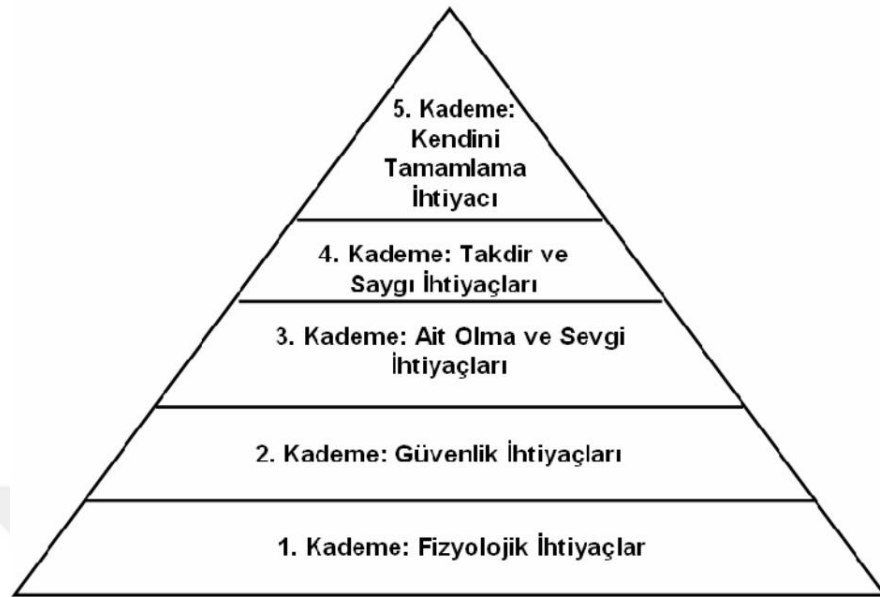 5. Kademe:
Kendini
Tamamlama
İhtiyacı
4. Kademe: Takdir ve
Saygı İhtiyaçları
3. Kademe: Ait Olma ve Sevgi
İhtiyaçları
2. Kademe: Güvenlik İhtiyaçları
1. Kademe: Fizyolojik İhtiyaçlar